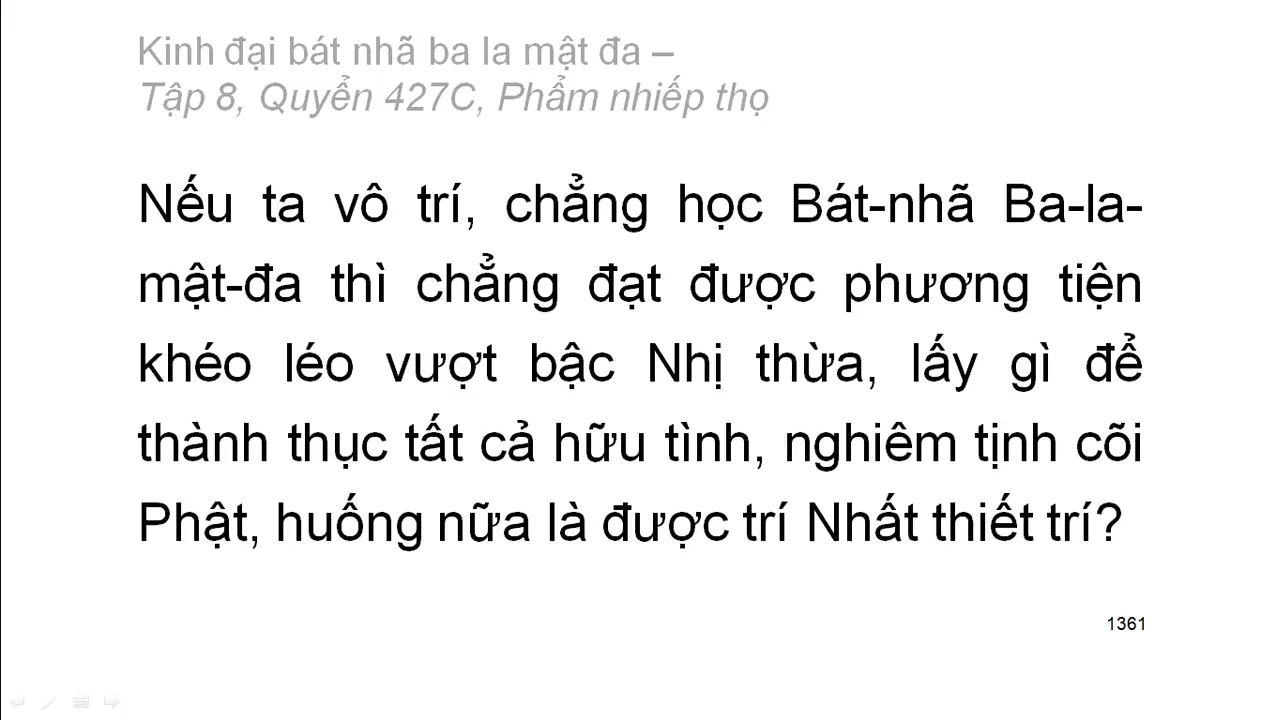 Kinh đại bát nhã ba la mật đa –
Tập 8, Quyển 427C, Phẩm nhiếp thọ
Nếu ta vô trí, chẳng học Bát-nhã Ba-la-
mật-đa thì chẳng đạt được phương tiện
khéo léo vượt bậc Nhị thừa, lấy gì để
thành thục tất cả hữu tình, nghiêm tịnh cõi
Phật, huống nữa là được trí Nhất thiết trí?
1361